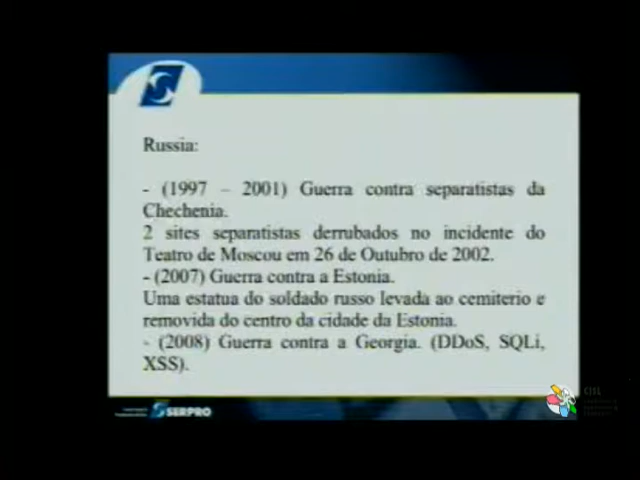 Russia:
- (1997 – 2001) Guerra contra separatistas da
Chechenia.
2 sites separatistas derrubados no incidente do
Teatro de Moscou em 26 de Outubro de 2002.
- (2007) Guerra contra a Estonia.
Uma estatua do soldado russo levada ao cemiterio e
removida do centro da cidade da Estonia.
- (2008) Guerra contra a Georgia. (DDoS, SQLi,
XSS).
SERPRO